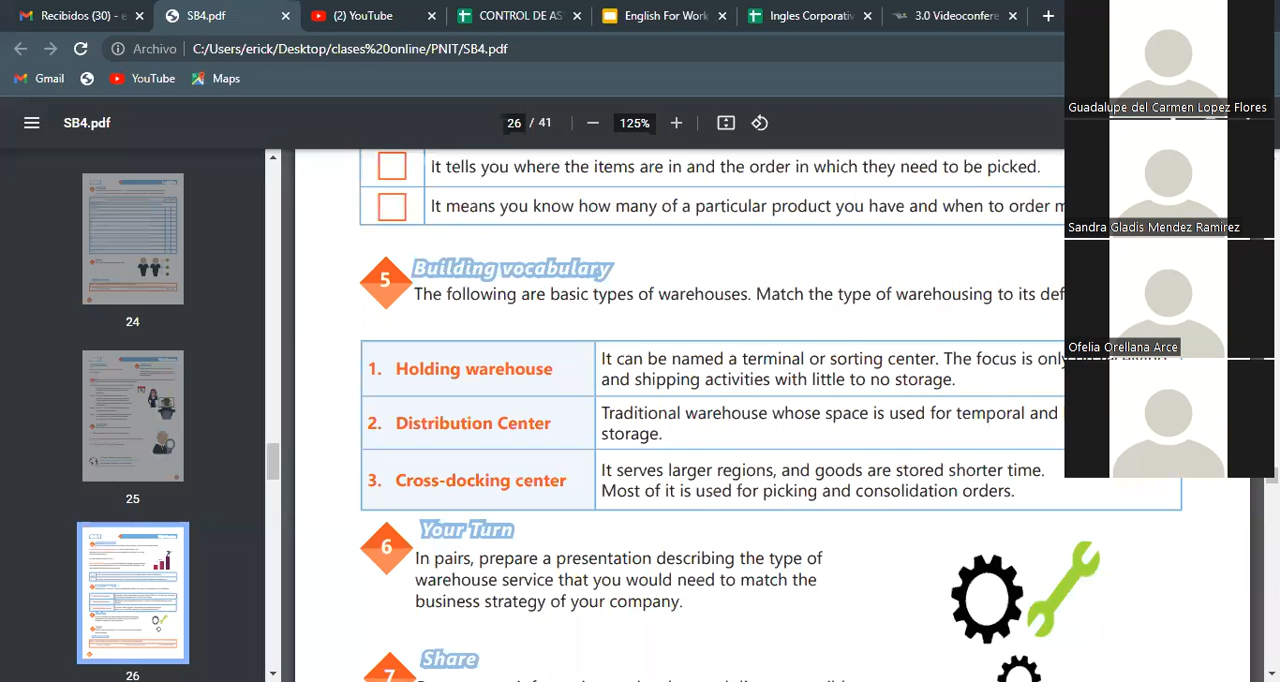 Recibidos (30) - e
SB4.pdf
(2) YouTube
CONTROL DE AS
English For Work
Ingles Corporativ
3.0 Videoconfere
Archivo
C:/Users/erick/Desktop/clases%20online/PNIT/SB4.pdf
Gmail
YouTube
Maps
SB4.pdf
26 / 41
125%
Guadalupe del Carmen Lopez Flores
Sandra Gladis Mendez Ramirez
Ofelia Orellana Arce
24
25
26
It tells you where the items are in and the order in which they need to be picked.
It means you know how many of a particular product you have and when to order
5 Building vocabulary
The following are basic types of warehouses. Match the type of warehousing to its
1. Holding warehouse
It can be named a terminal or sorting center. The focus is only
and shipping activities with little to no storage.
2. Distribution Center
Traditional warehouse whose space is used for temporal and
storage.
3. Cross-docking center
It serves larger regions, and goods are stored shorter time.
Most of it is used for picking and consolidation orders.
6 Your Turn
In pairs, prepare a presentation describing the type of
warehouse service that you would need to match the
business strategy of your company.
7 Share